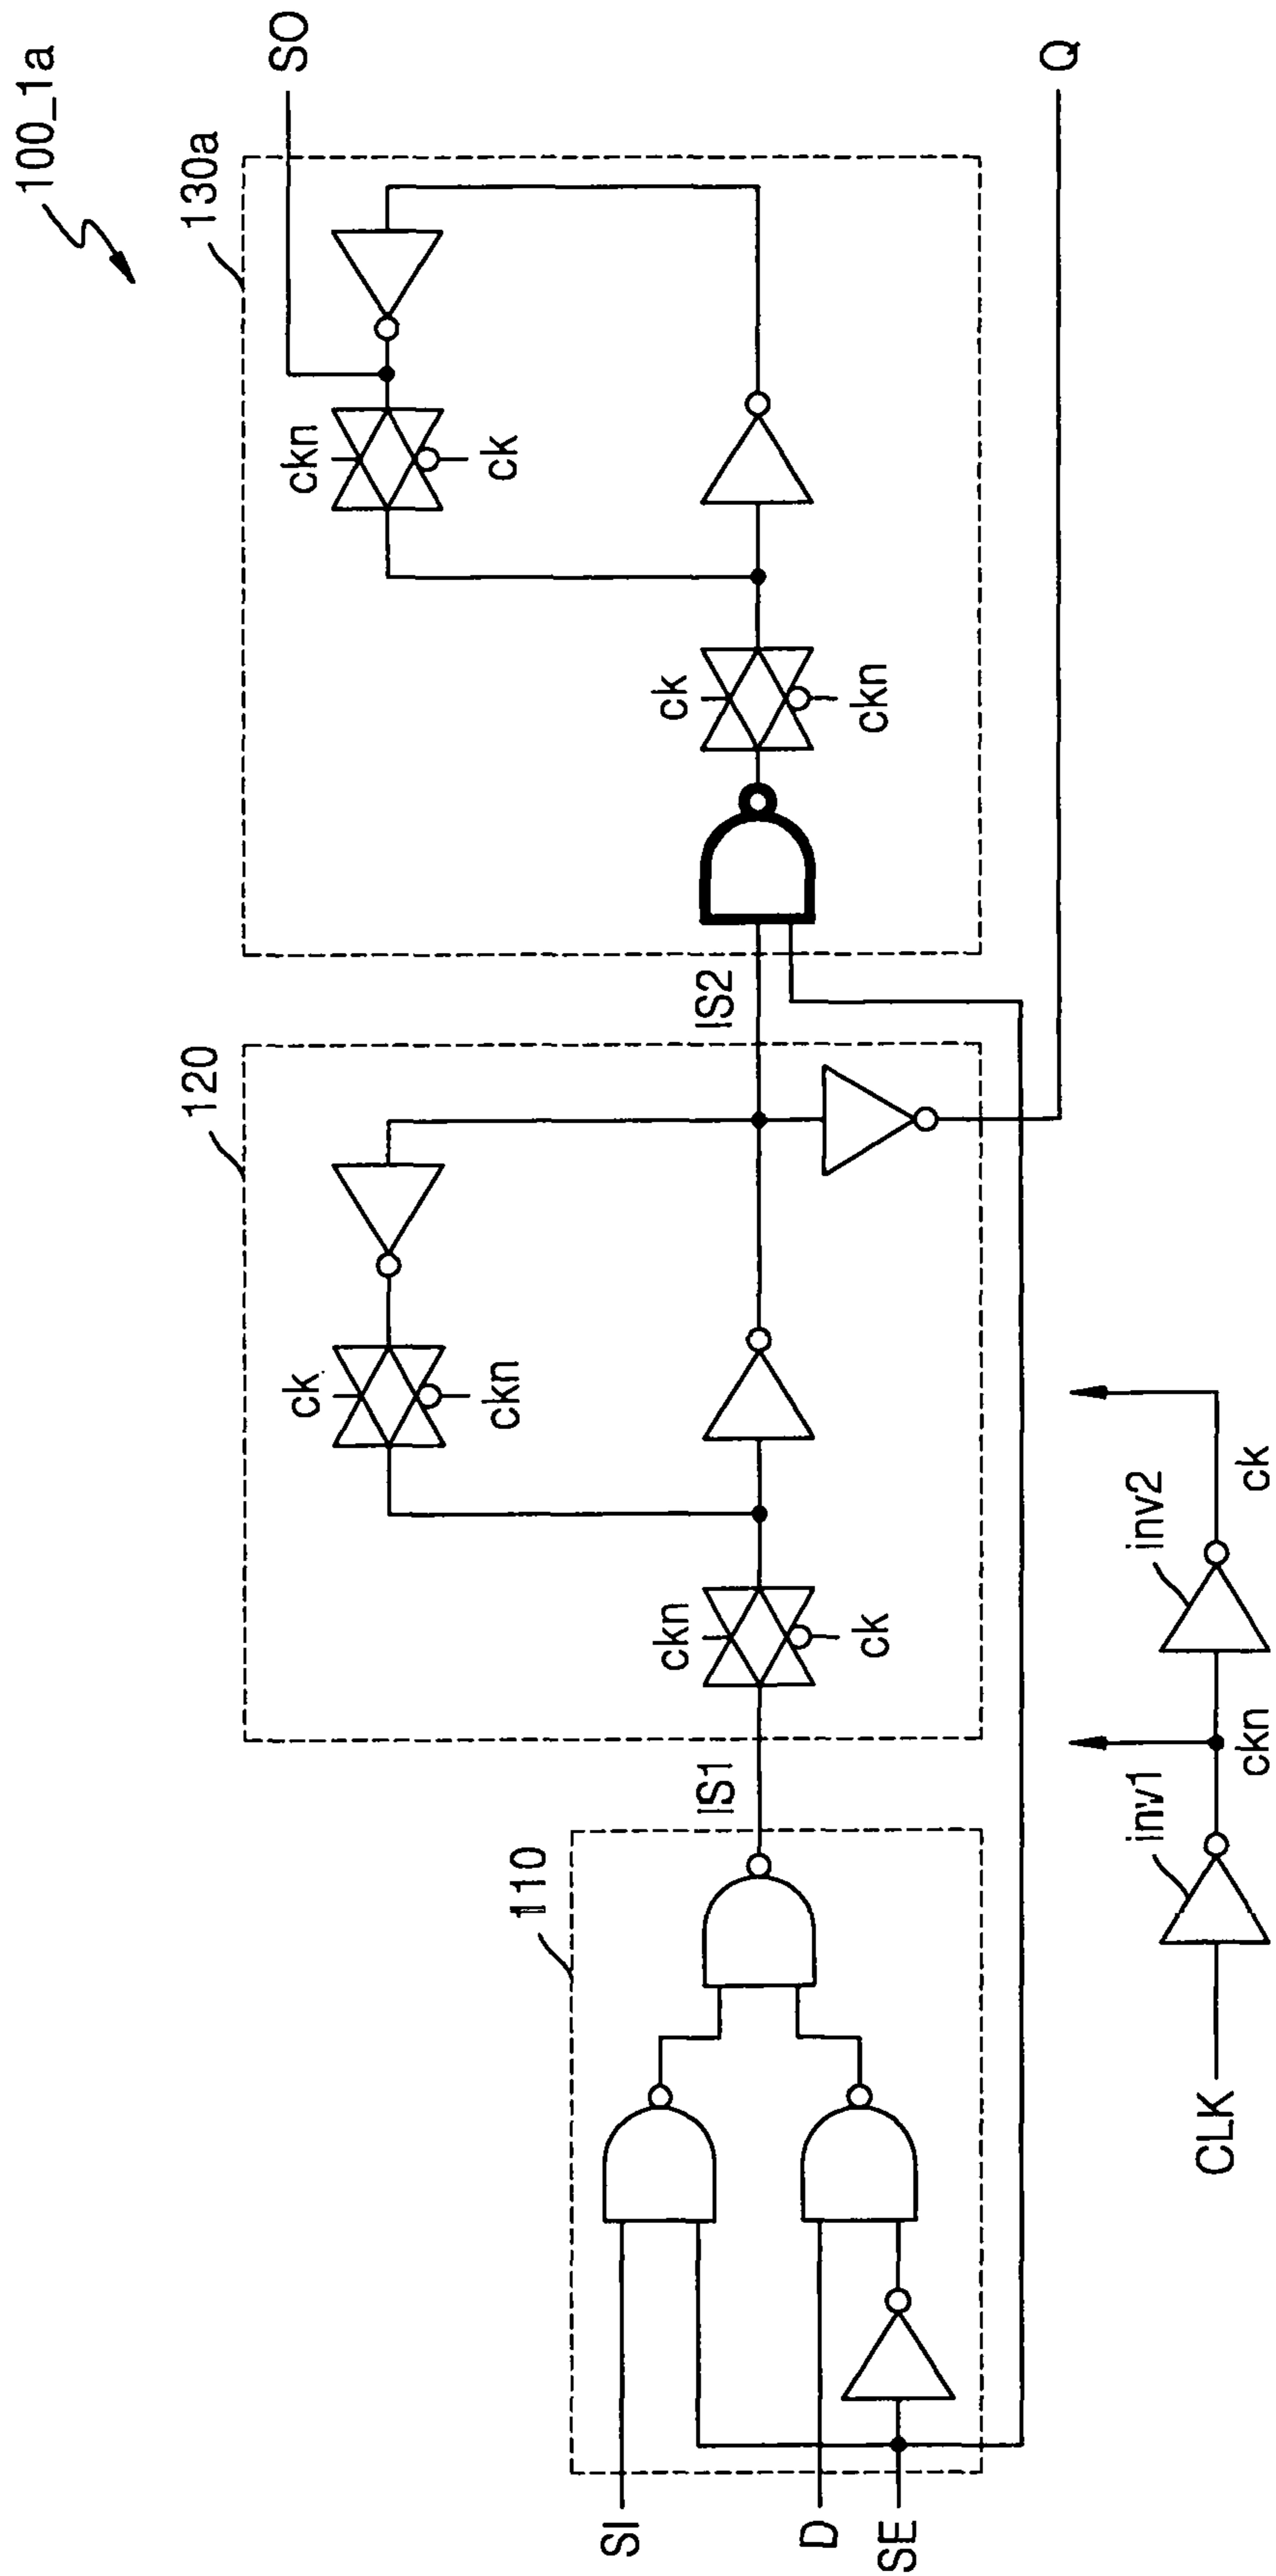 100_1a
SI
D
SE
110
IS1
120
ckn
ck
ck
ckn
IS2
130a
ck
ckn
ckn
ck
SO
Q
CLK
inv1
ckn
inv2
ck